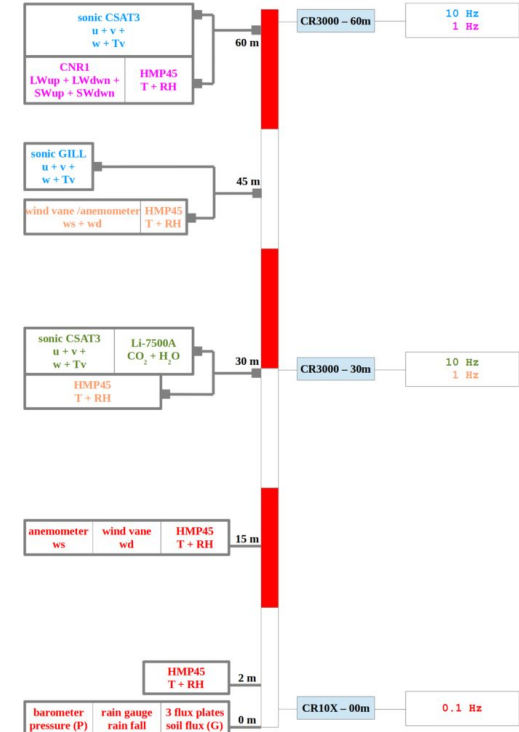 sonic CSAT3
u + v +
w + Tv
60 m
CNR1
LWup + LWdwn +
SWup + SWdwn
HMP45
T + RH
CR3000 – 60m
10 Hz
1 Hz
sonic GILL
u + v +
w + Tv
45 m
wind vane /anemometer
ws + wd
HMP45
T + RH
sonic CSAT3
u + v +
w + Tv
Li-7500A
CO2 + H2O
30 m
HMP45
T + RH
CR3000 – 30m
10 Hz
1 Hz
anemometer
ws
wind vane
wd
HMP45
T + RH
15 m
HMP45
T + RH
2 m
barometer
pressure (P)
rain gauge
rain fall
3 flux plates
soil flux (G)
0 m
CR10X – 00m
0.1 Hz